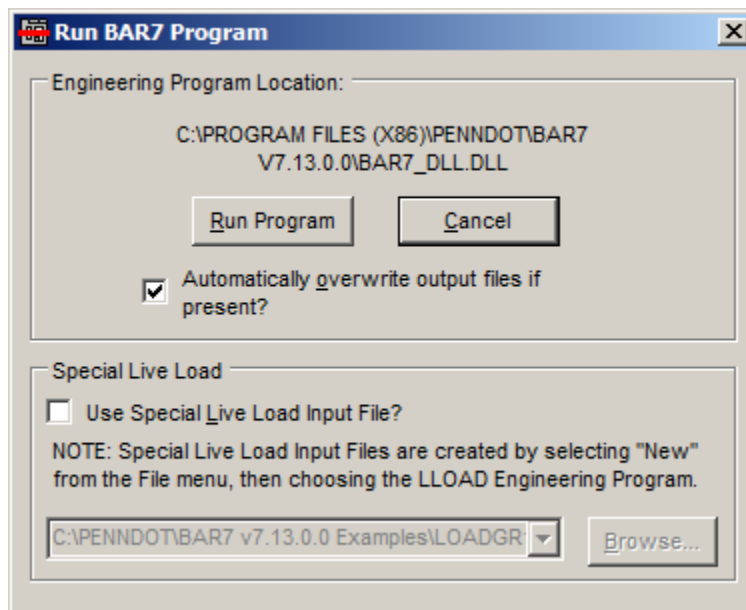 Run BAR7 Program
Engineering Program Location:
C:\PROGRAM FILES (X86)\PENNDOT\BAR7
V7.13.0.0\BAR7_DLL.DLL
Run Program Cancel
Automatically overwrite output files if
present?
Special Live Load
Use Special Live Load Input File?
NOTE: Special Live Load Input Files are created by selecting "New"
from the File menu, then choosing the LLOAD Engineering Program.
C:\PENNDOT\BAR7 v7.13.0.0 Examples\LOADGR Browse...